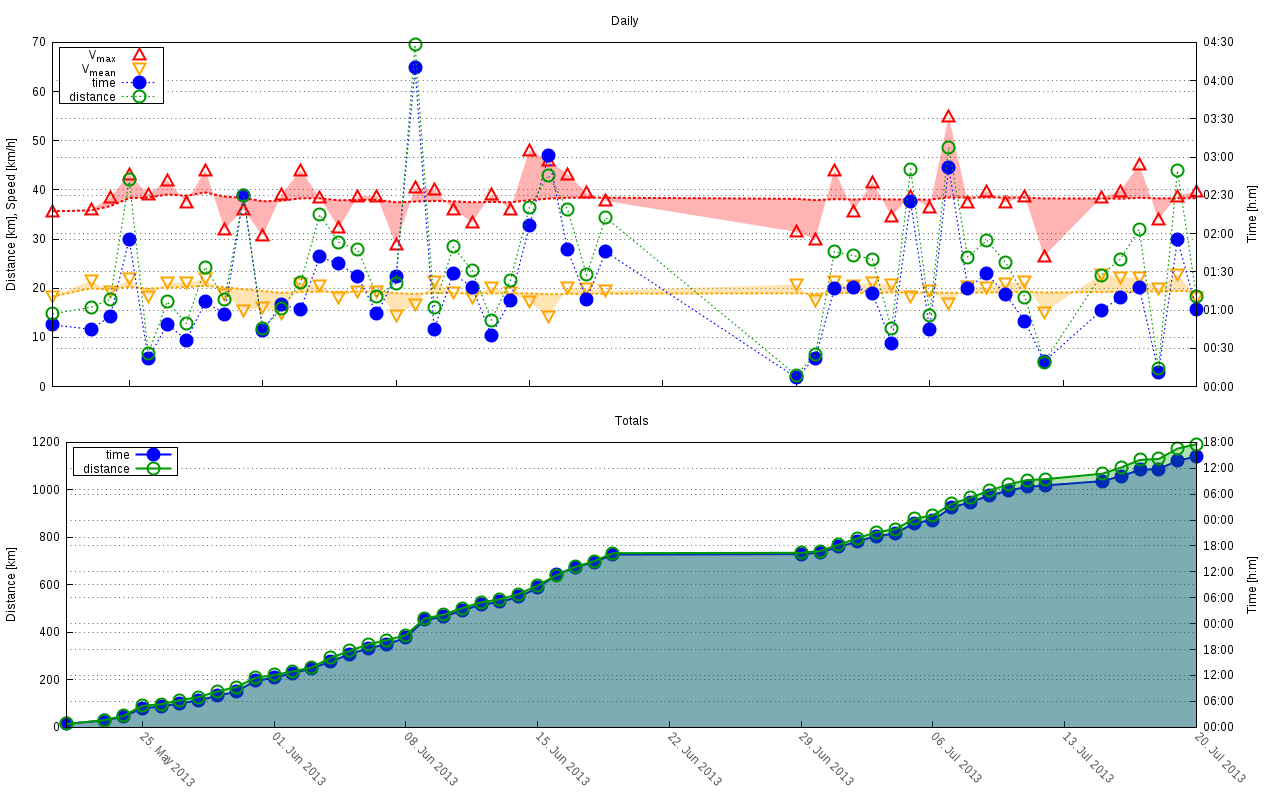 Daily
70
60
50
40
30
20
10
0
Distance [km], Speed [km/h]
Vmax
Vmean
time
distance
04:30
04:00
03:30
03:00
02:30
02:00
01:30
01:00
00:30
00:00
Time [h:m]
Totals
1200
1000
800
600
400
200
0
Distance [km]
time
distance
18:00
12:00
06:00
00:00
18:00
12:00
06:00
00:00
18:00
12:00
06:00
00:00
Time [h:m]
25. May 2013
01. Jun 2013
08. Jun 2013
15. Jun 2013
22. Jun 2013
29. Jun 2013
06. Jul 2013
13. Jul 2013
20. Jul 2013